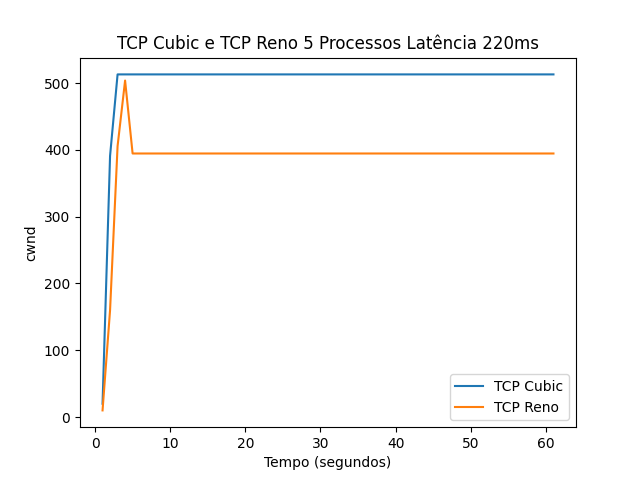 TCP Cubic e TCP Reno 5 Processos Latência 220ms
500
400
300
200
100
0
cwnd
0 10 20 30 40 50 60
Tempo (segundos)
TCP Cubic
TCP Reno